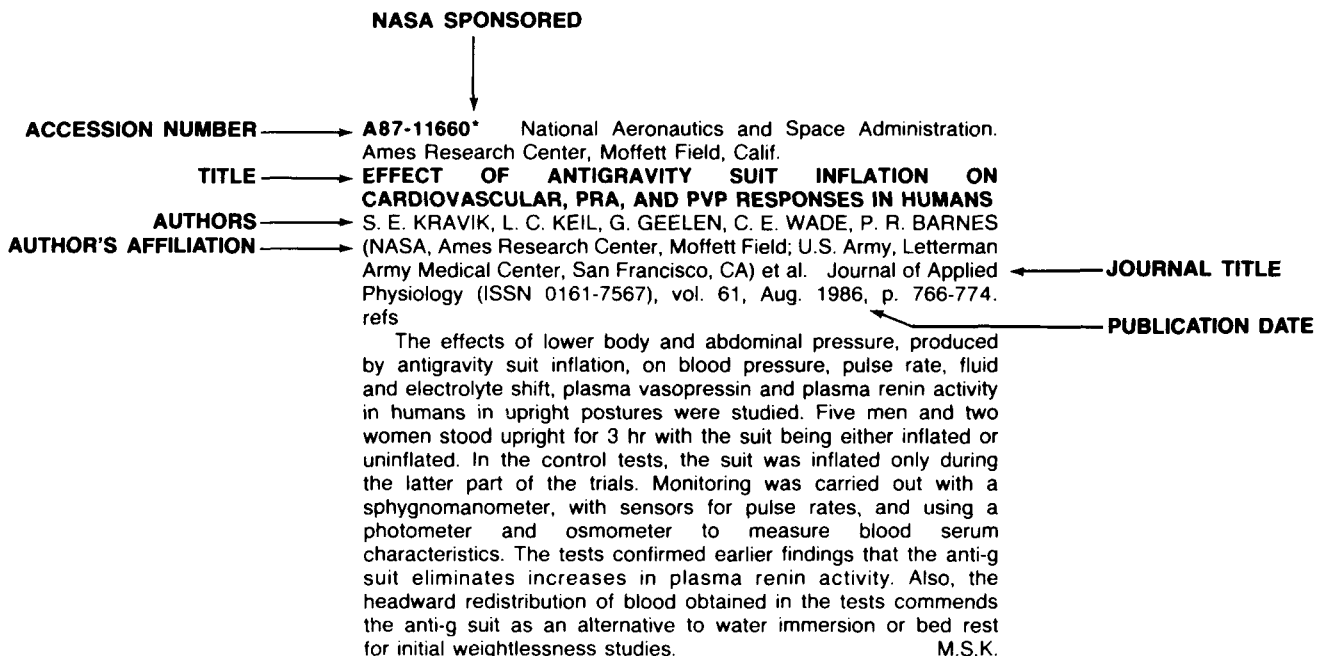 NASA SPONSORED
ACCESSION NUMBER
A87-11660* National Aeronautics and Space Administration.
Ames Research Center, Moffett Field, Calif.
TITLE
EFFECT OF ANTIGRAVITY SUIT INFLATION ON
CARDIOVASCULAR, PRA, AND PVP RESPONSES IN HUMANS
AUTHORS
S. E. KRAVIK, L. C. KEIL, G. GEELEN, C. E. WADE, P. R. BARNES
AUTHOR'S AFFILIATION
(NASA, Ames Research Center, Moffett Field; U.S. Army, Letterman
Army Medical Center, San Francisco, CA) et al. Journal of Applied
JOURNAL TITLE
Physiology (ISSN 0161-7567), vol. 61, Aug. 1986, p. 766-774.
refs
PUBLICATION DATE
The effects of lower body and abdominal pressure, produced
by antigravity suit inflation, on blood pressure, pulse rate, fluid
and electrolyte shift, plasma vasopressin and plasma renin activity
in humans in upright postures were studied. Five men and two
women stood upright for 3 hr with the suit being either inflated or
uninflated. In the control tests, the suit was inflated only during
the latter part of the trials. Monitoring was carried out with a
sphygnomanometer, with sensors for pulse rates, and using a
photometer and osmometer to measure blood serum
characteristics. The tests confirmed earlier findings that the anti-g
suit eliminates increases in plasma renin activity. Also, the
headward redistribution of blood obtained in the tests commends
the anti-g suit as an alternative to water immersion or bed rest
for initial weightlessness studies. M.S.K.